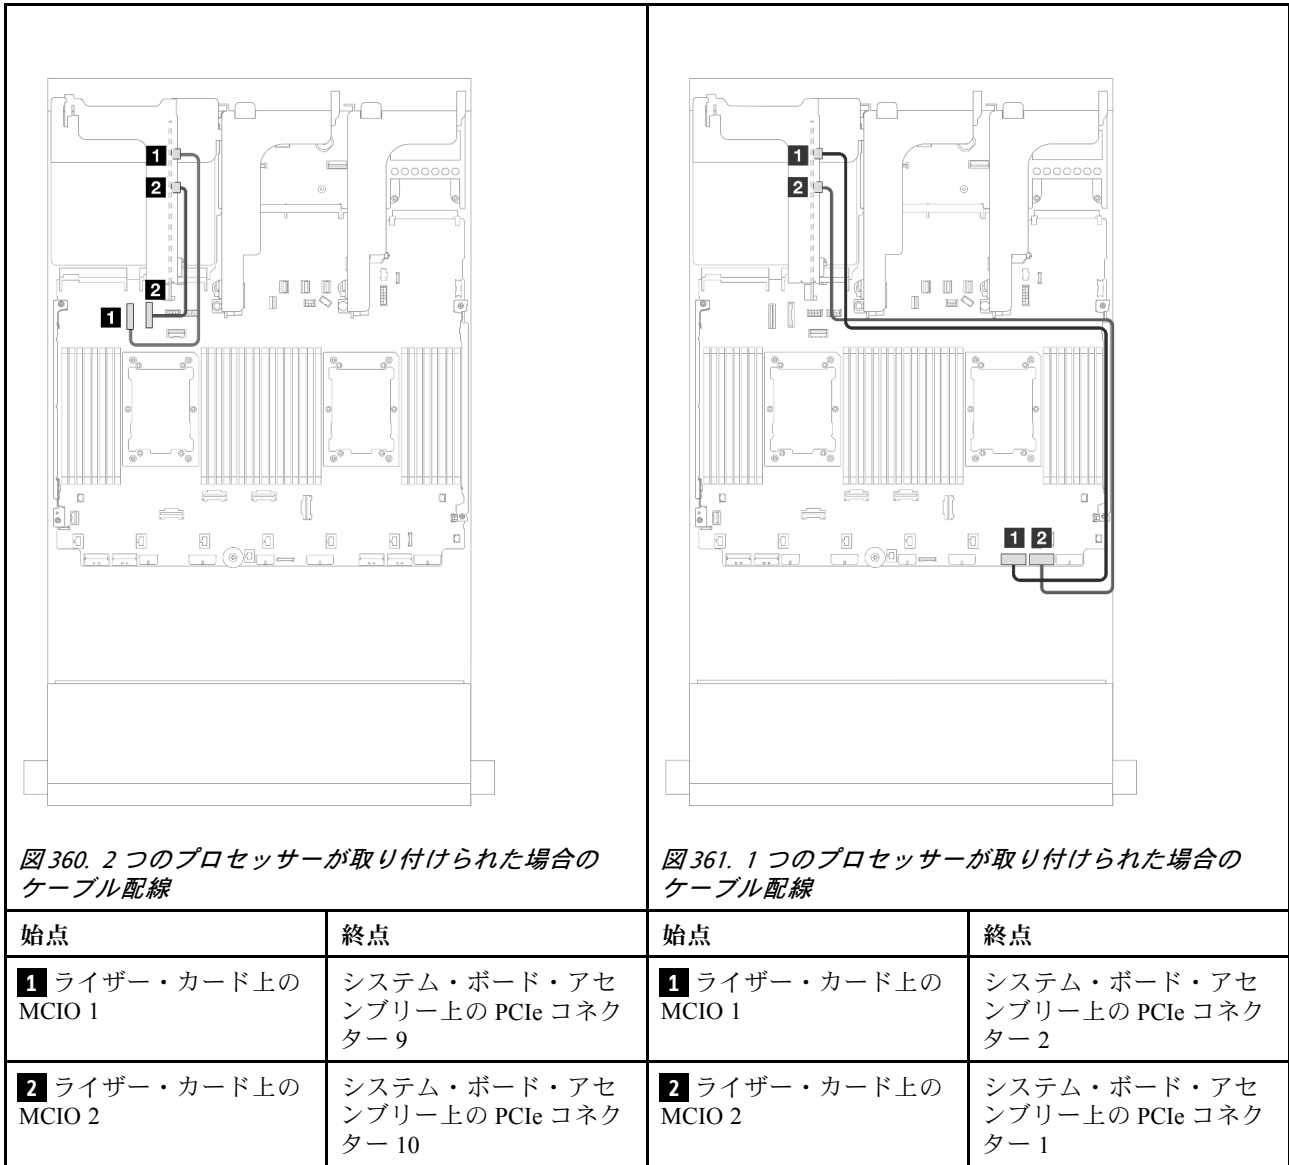 1
2
2
1
1
2
1 2
図 360. 2 つのプロセッサーが取り付けられた場合の
ケーブル配線
図 361. 1 つのプロセッサーが取り付けられた場合の
ケーブル配線
始点
終点
始点
終点
1 ライザー・カード上の
MCIO 1
システム・ボード・アセ
ンブリー上の PCIe コネク
ター 9
1 ライザー・カード上の
MCIO 1
システム・ボード・アセ
ンブリー上の PCIe コネク
ター 2
2 ライザー・カード上の
MCIO 2
システム・ボード・アセ
ンブリー上の PCIe コネク
ター 10
2 ライザー・カード上の
MCIO 2
システム・ボード・アセ
ンブリー上の PCIe コネク
ター 1